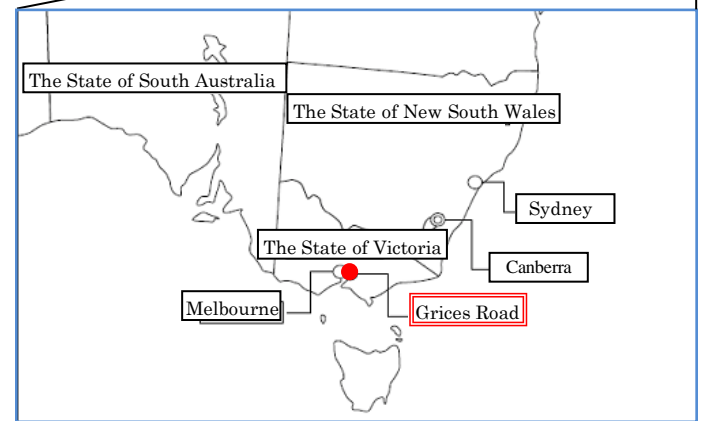 The State of South Australia
The State of New South Wales
Sydney
The State of Victoria
Canberra
Melbourne
Grices Road